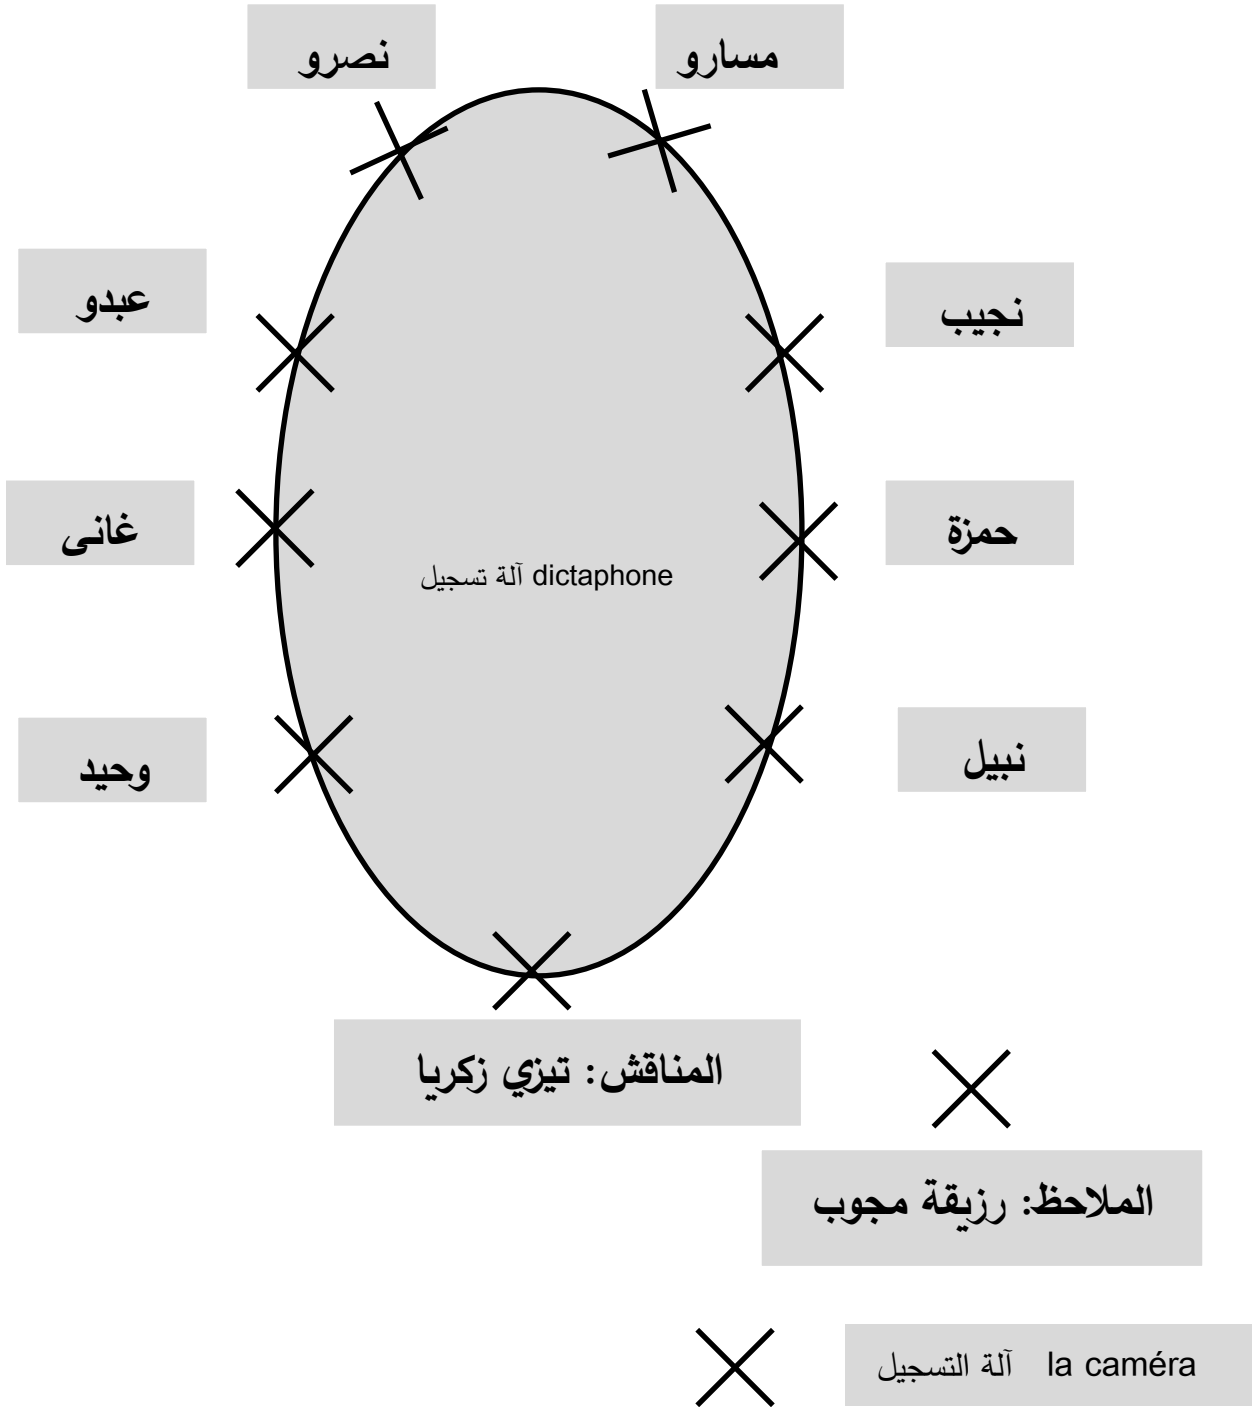 مسارو
نصرو
نجيب
عبدو
حمزة
غانى
آلة تسجيل dictaphone
نبيل
وحيد
المناقش: تيزي زكريا
الملاحظ: رزيقة مجوب
la caméra آلة التسجيل